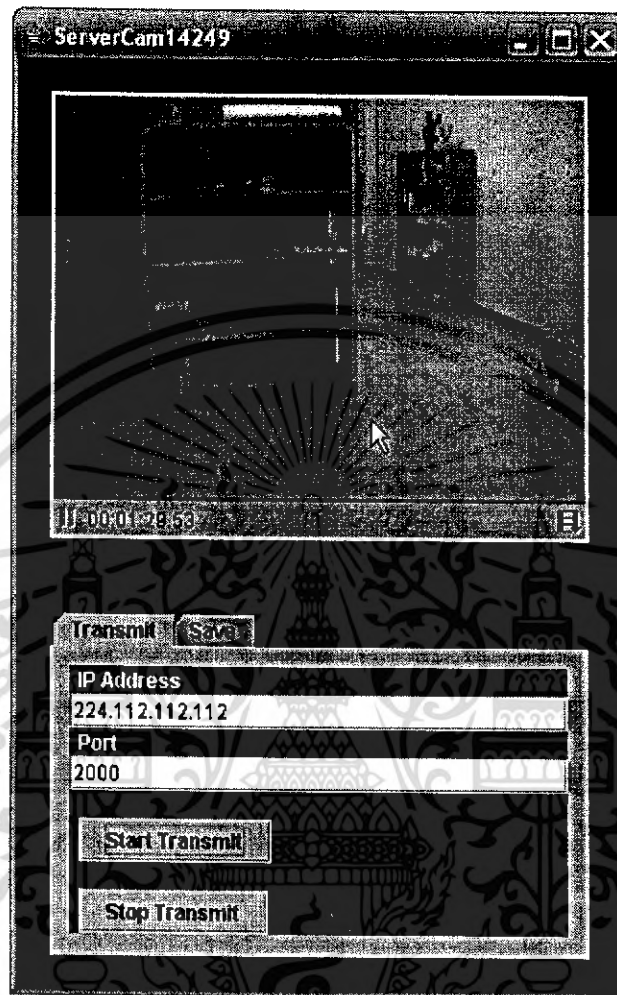 ServerCam14249
00:01:29.53
Transmit Save
IP Address
224.112.112.112
Port
2000
Start Transmit
Stop Transmit